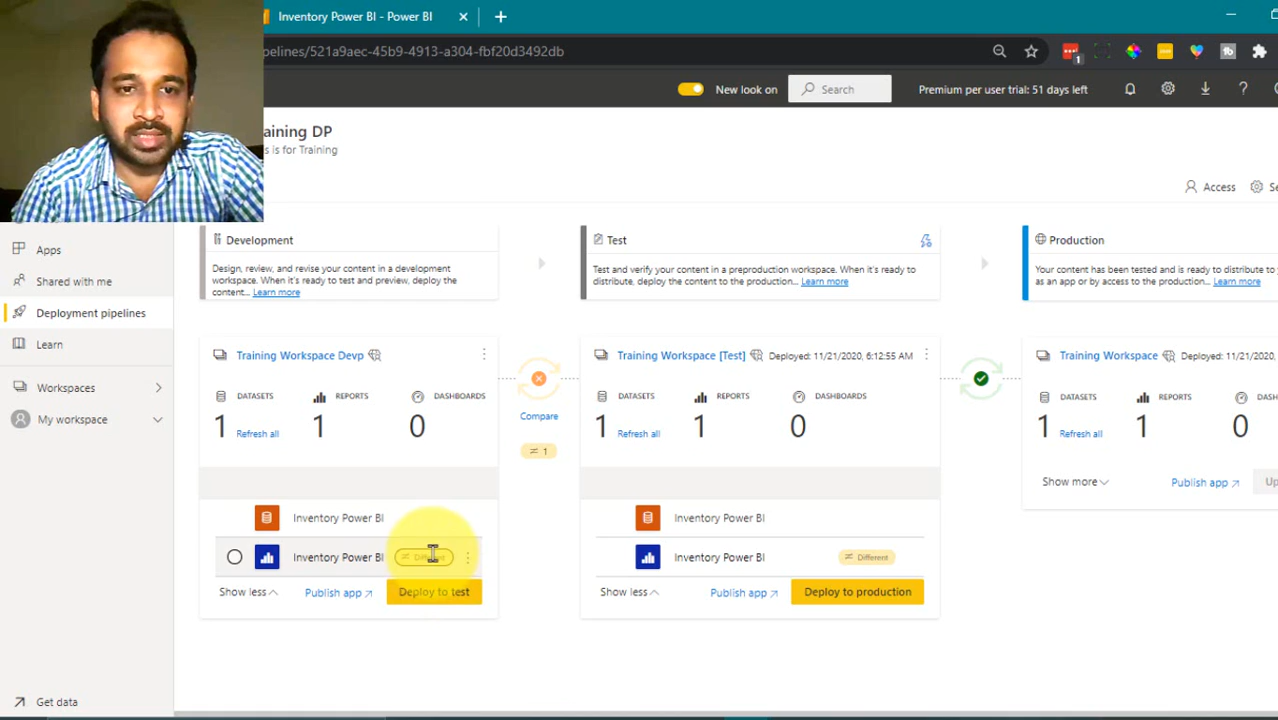 Inventory Power BI - Power BI
pelines/521a9aec-45b9-4913-a304-fbf20d3492db
1
New look on
Search
Premium per user trial: 51 days left
aining DP
s is for Training
Access
Se
Apps
Shared with me
Deployment pipelines
Learn
Workspaces
My workspace
Get data
Development
Design, review, and revise your content in a development
workspace. When it's ready to test and preview, deploy the
content... Learn more
Test
Test and verify your content in a preproduction workspace. When it's ready to
distribute, deploy the content to the production... Learn more
Production
Your content has been tested and is ready to distribute
as an app or by access to the production... Learn more
Training Workspace Devp
DATASETS REPORTS DASHBOARDS
1 1 0
Refresh all
Inventory Power BI
Inventory Power BI Different
Show less Publish app Deploy to test
Compare
≠ 1
Training Workspace [Test] Deployed: 11/21/2020, 6:12:55 AM
DATASETS REPORTS DASHBOARDS
1 1 0
Refresh all
Inventory Power BI
Inventory Power BI ≠ Different
Show less Publish app Deploy to production
Training Workspace Deployed: 11/21/2020,
DATASETS REPORTS DASH
1 1 0
Refresh all
Show more Publish app Up